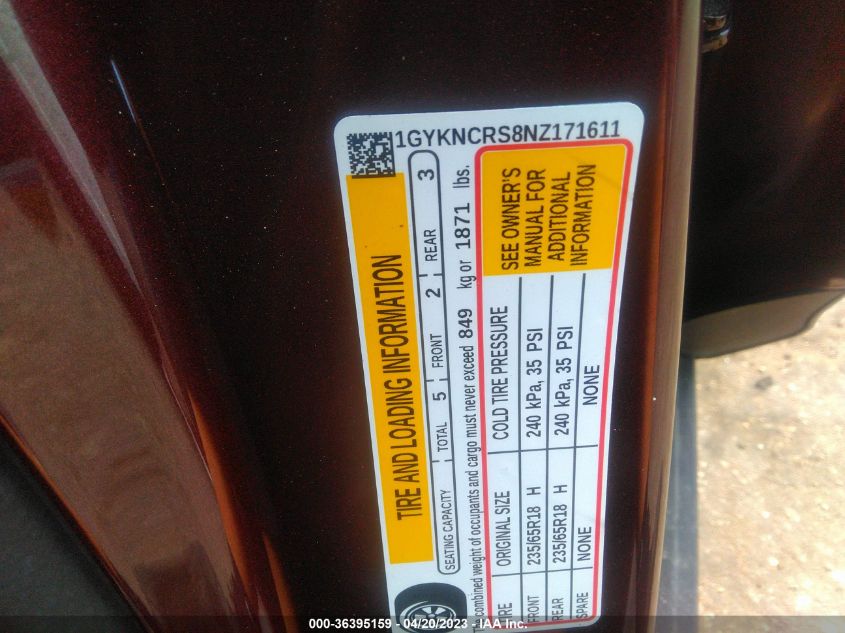 1GYKNCRS8NZ171611
TIRE AND LOADING INFORMATION
SEATING CAPACITY TOTAL 5 FRONT 2 REAR 3
combined weight of occupants and cargo must never exceed 849 kg or 1871 lbs.
ORIGINAL SIZE COLD TIRE PRESSURE
FRONT 235/65R18 H 240 kPa, 35 PSI
REAR 235/65R18 H 240 kPa, 35 PSI
SPARE NONE NONE
SEE OWNER'S
MANUAL FOR
ADDITIONAL
INFORMATION
000-36395159 - 04/20/2023 - IAA Inc.